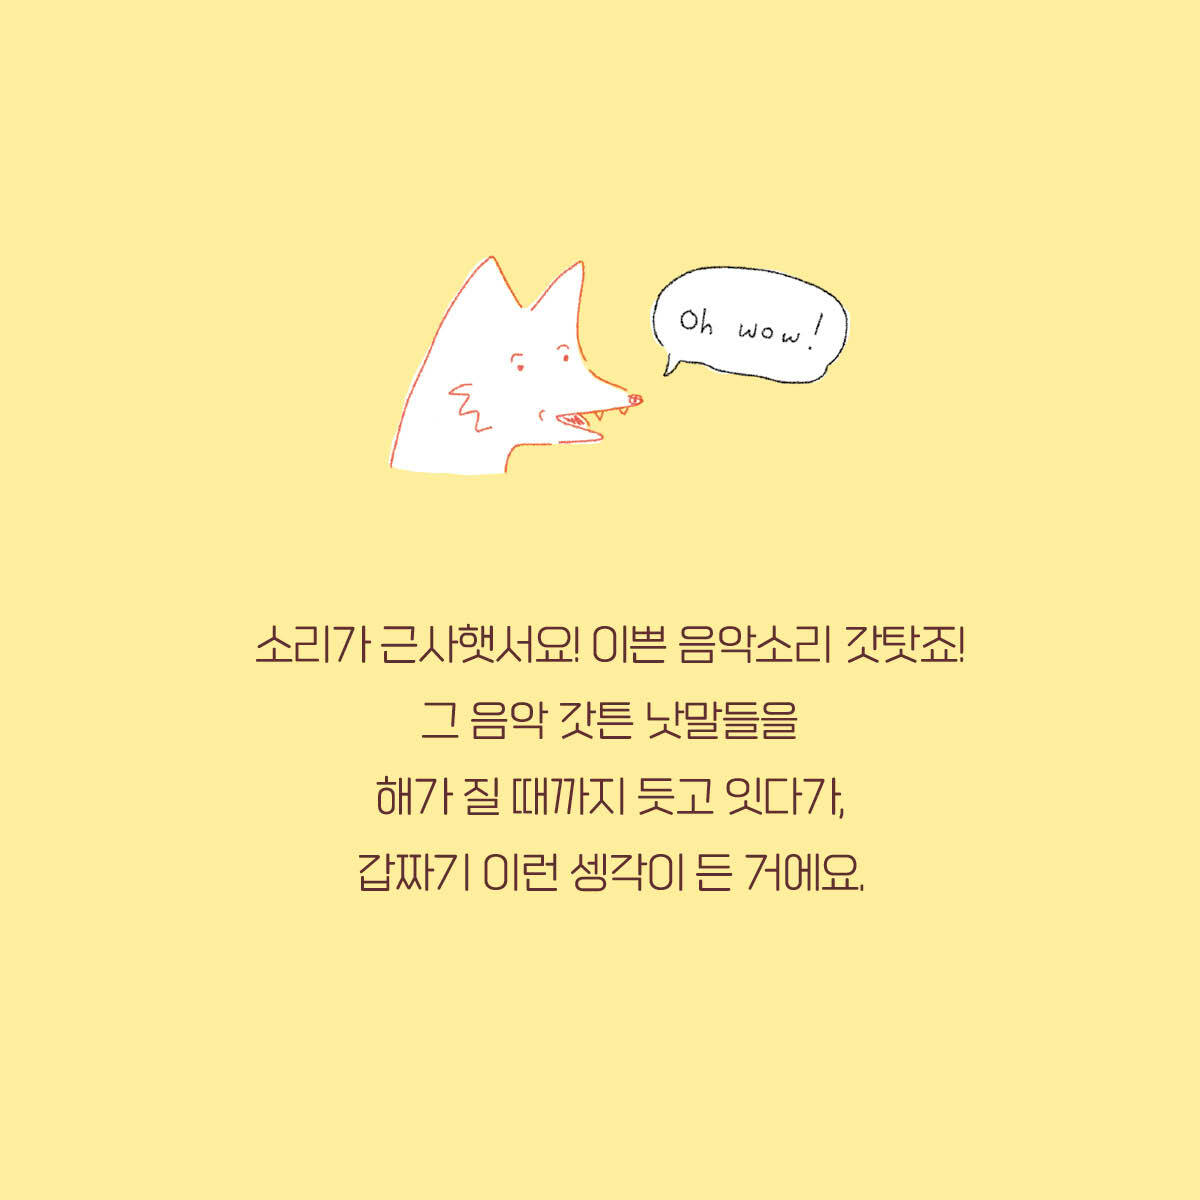 Oh wow!
소리가 근사햇서요! 이쁜 음악소리 갓탓죠!
그 음악 갓튼 낫말들을
해가 질 때까지 듯고 잇다가,
갑짜기 이런 셍각이 든 거에요.